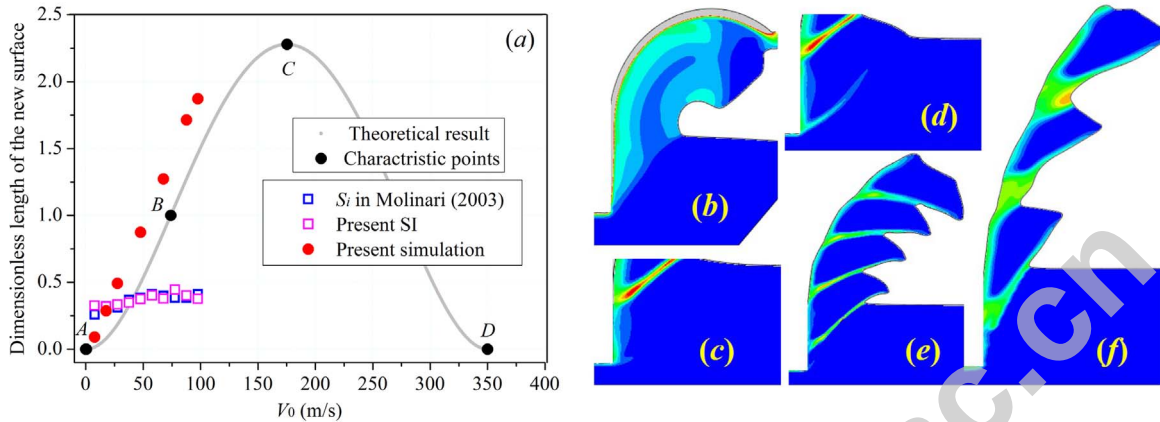 (a)
2.5
2.0
1.5
1.0
0.5
0.0
Dimensionless length of the new surface
A
B
C
D
Theoretical result
Charactristic points
Si in Molinari (2003)
Present SI
Present simulation
0 50 100 150 200 250 300 350 400
V0 (m/s)
(b)
(c)
(d)
(e)
(f)
cc.cn